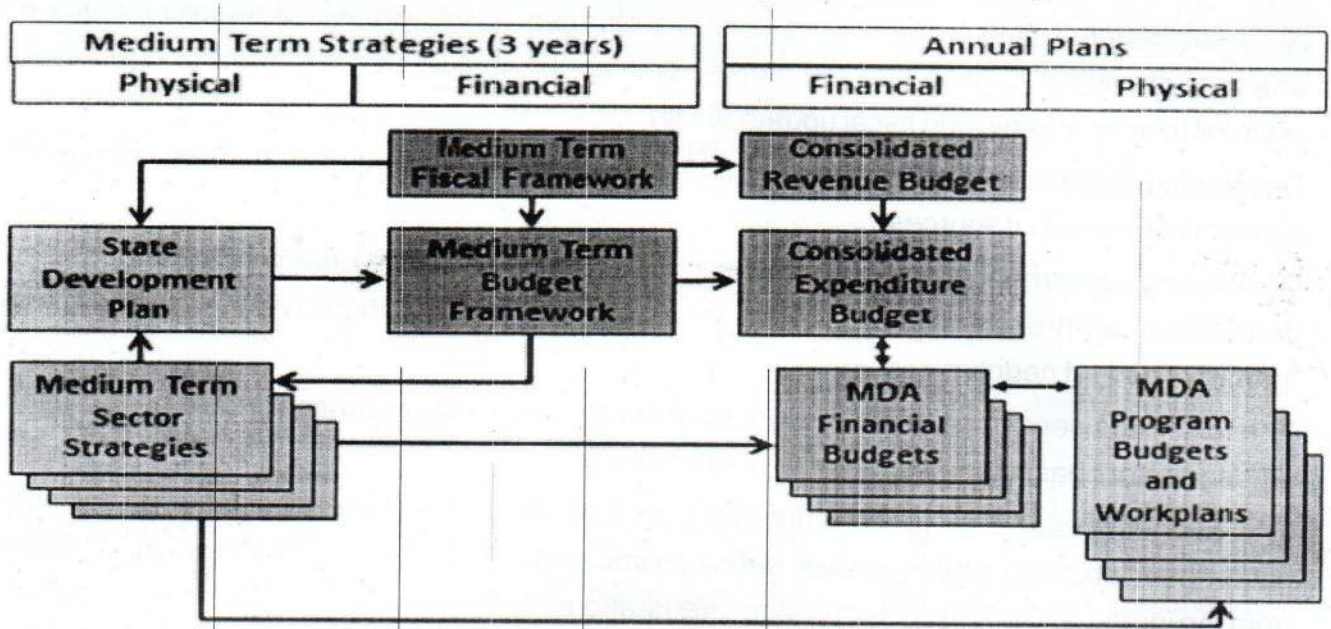 Medium Term Strategies (3 years)
Annual Plans
Physical
Financial
Financial
Physical
Medium Term
Fiscal Framework
Consolidated
Revenue Budget
State
Development
Plan
Medium Term
Budget
Framework
Consolidated
Expenditure
Budget
Medium Term
Sector
Strategies
MDA
Financial
Budgets
MDA
Program
Budgets
and
Workplans